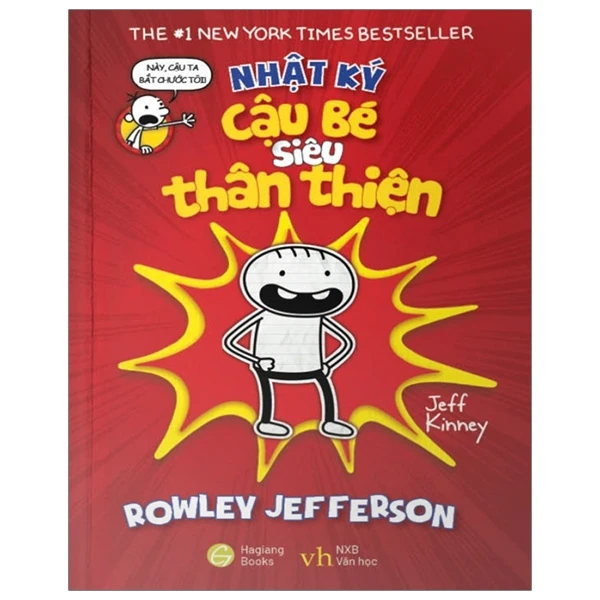 THE #1 NEW YORK TIMES BESTSELLER
NÀY, CẬU TA
BẮT CHƯỚC TÔI!
NHẬT KÝ
CẬU BÉ
SIÊU
thân thiện
Jeff
Kinney
ROWLEY JEFFERSON
Hagiang
Books
vh
NXB
Văn học